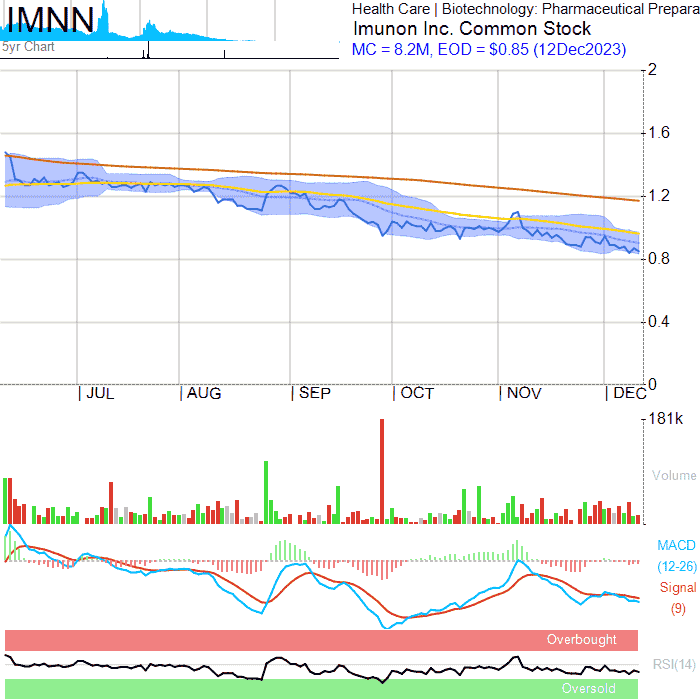 IMNN
5yr Chart
Health Care | Biotechnology: Pharmaceutical Prepara
Imunon Inc. Common Stock
MC = 8.2M, EOD = $0.85 (12Dec2023)
2
1.6
1.2
0.8
0.4
0
| JUL | AUG | SEP | OCT | NOV | DEC
181k
Volume
MACD
(12-26)
Signal
(9)
Overbought
RSI(14)
Oversold